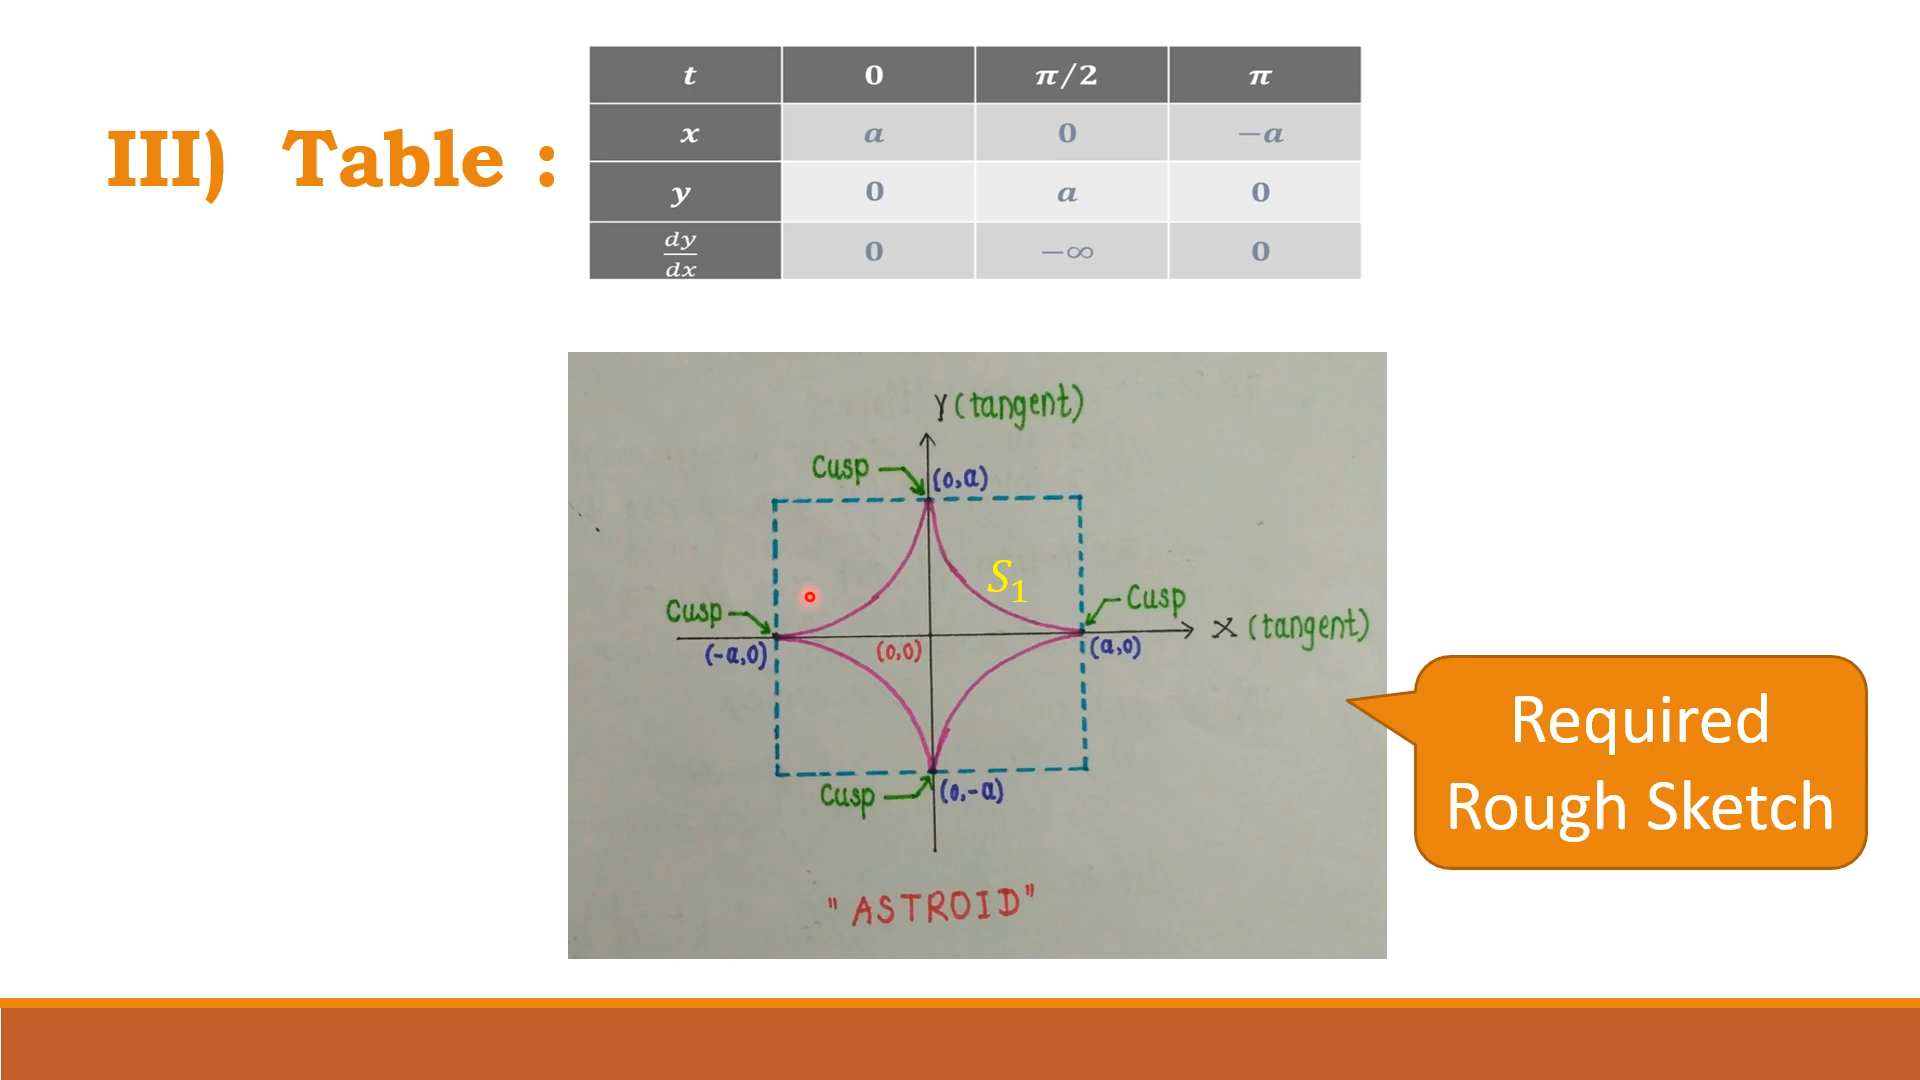 III) Table :
t 0 π/2 π
x a 0 −a
y 0 a 0
dy/dx 0 −∞ 0
Y (tangent)
Cusp
(0,a)
S₁
Cusp
Cusp
X (tangent)
(-a,0)
(0,0)
(a,0)
Cusp
(0,-a)
"ASTROID"
Required
Rough Sketch